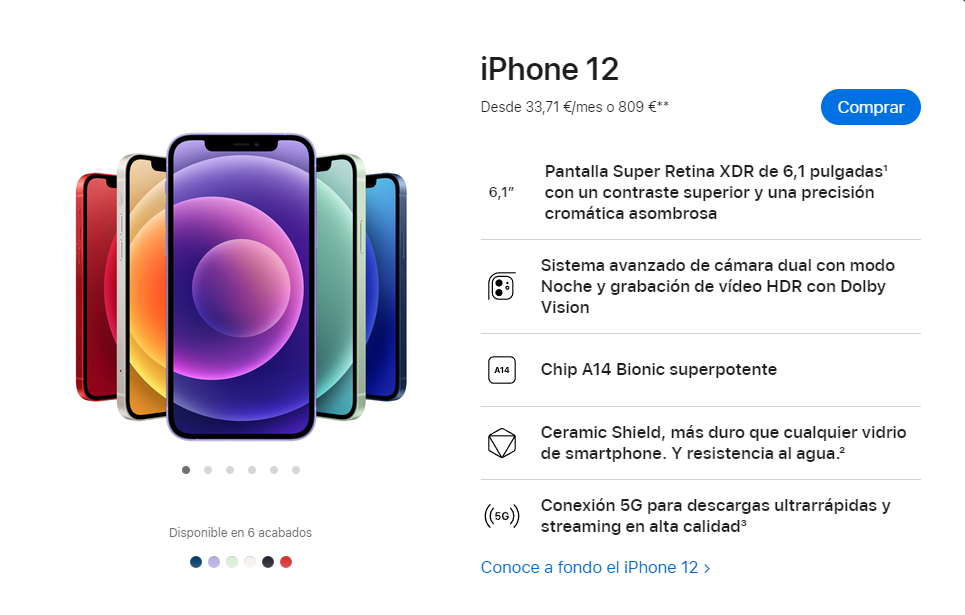 iPhone 12
Desde 33,71 €/mes o 809 €**
Comprar
6,1”
Pantalla Super Retina XDR de 6,1 pulgadas¹
con un contraste superior y una precisión
cromática asombrosa
Sistema avanzado de cámara dual con modo
Noche y grabación de vídeo HDR con Dolby
Vision
A14
Chip A14 Bionic superpotente
Ceramic Shield, más duro que cualquier vidrio
de smartphone. Y resistencia al agua.²
5G
Conexión 5G para descargas ultrarrápidas y
streaming en alta calidad³
Conoce a fondo el iPhone 12 >
Disponible en 6 acabados